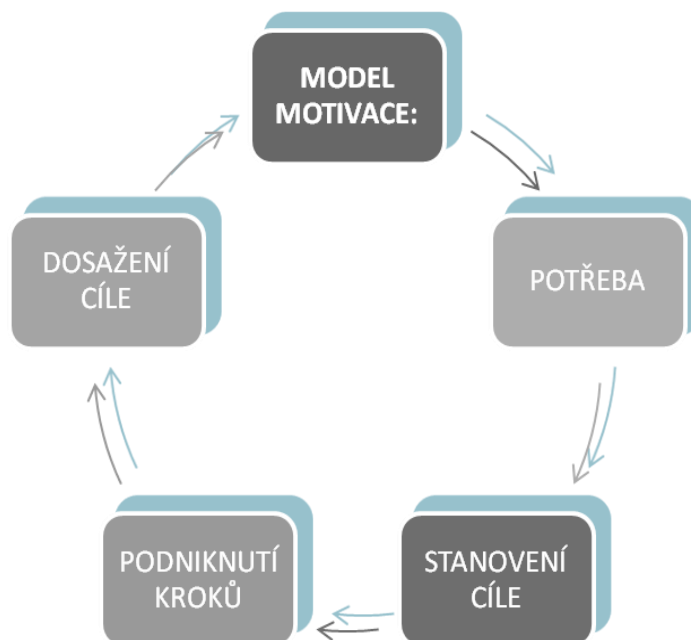 MODEL
MOTIVACE:
POTŘEBA
STANOVENÍ
CÍLE
PODNIKNUTÍ
KROKŮ
DOSAŽENÍ
CÍLE